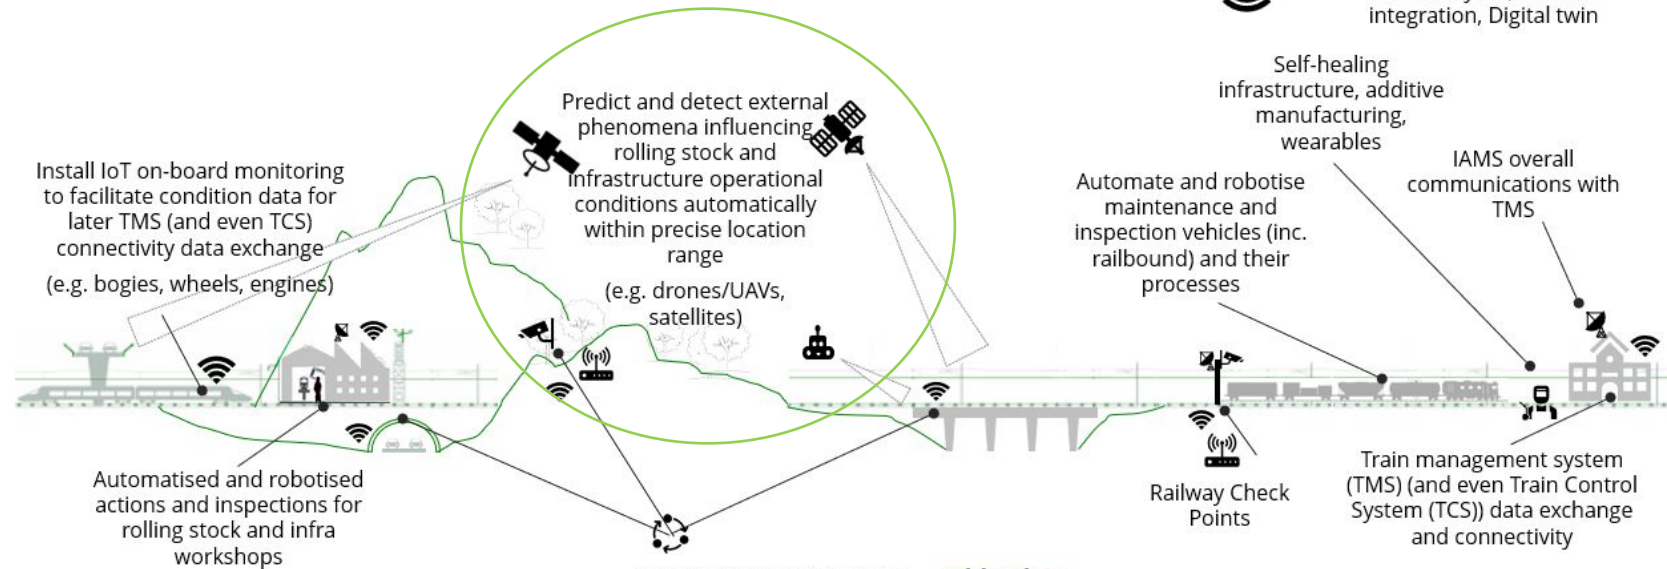 integration, Digital twin
Self-healing
infrastructure, additive
manufacturing,
wearables
Predict and detect external
phenomena influencing
rolling stock and
infrastructure operational
conditions automatically
within precise location
range
(e.g. drones/UAVs,
satellites)
Install IoT on-board monitoring
to facilitate condition data for
later TMS (and even TCS)
connectivity data exchange
(e.g. bogies, wheels, engines)
IAMS overall
communications with
TMS
Automate and robotise
maintenance and
inspection vehicles (inc.
railbound) and their
processes
Automatised and robotised
actions and inspections for
rolling stock and infra
workshops
Railway Check
Points
Train management system
(TMS) (and even Train Control
System (TCS)) data exchange
and connectivity